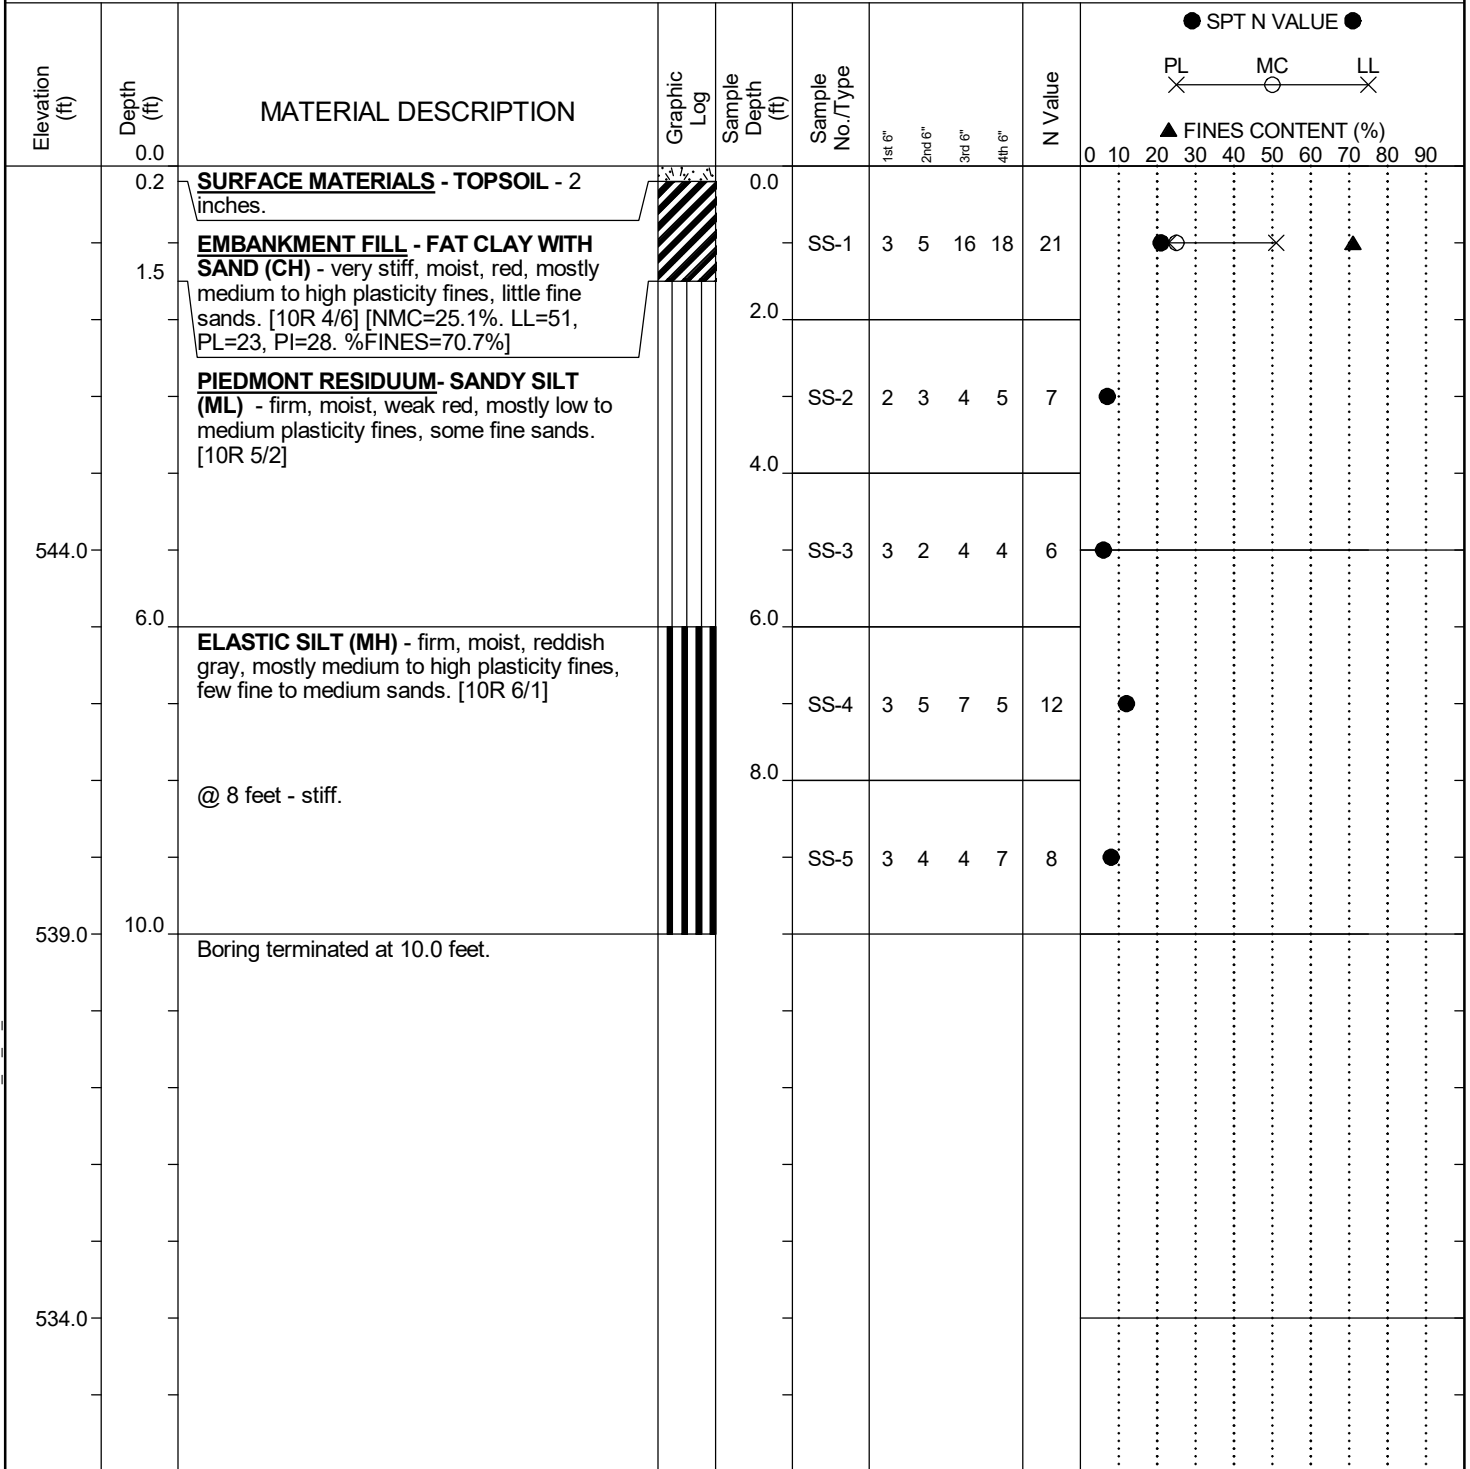 ● SPT N VALUE ●
PL MC LL
▲ FINES CONTENT (%)
0 10 20 30 40 50 60 70 80 90
Elevation (ft)
Depth (ft)
0.0
MATERIAL DESCRIPTION
Graphic Log
Sample Depth (ft)
Sample No./Type
1st 6"
2nd 6"
3rd 6"
4th 6"
N Value
0.2
SURFACE MATERIALS - TOPSOIL - 2
inches.
0.0
EMBANKMENT FILL - FAT CLAY WITH
SAND (CH) - very stiff, moist, red, mostly
medium to high plasticity fines, little fine
sands. [10R 4/6] [NMC=25.1%. LL=51,
PL=23, PI=28. %FINES=70.7%]
SS-1 3 5 16 18 21
1.5
2.0
PIEDMONT RESIDUUM- SANDY SILT
(ML) - firm, moist, weak red, mostly low to
medium plasticity fines, some fine sands.
[10R 5/2]
SS-2 2 3 4 5 7
4.0
544.0
SS-3 3 2 4 4 6
6.0
6.0
ELASTIC SILT (MH) - firm, moist, reddish
gray, mostly medium to high plasticity fines,
few fine to medium sands. [10R 6/1]
SS-4 3 5 7 5 12
8.0
@ 8 feet - stiff.
SS-5 3 4 4 7 8
539.0
10.0
Boring terminated at 10.0 feet.
534.0